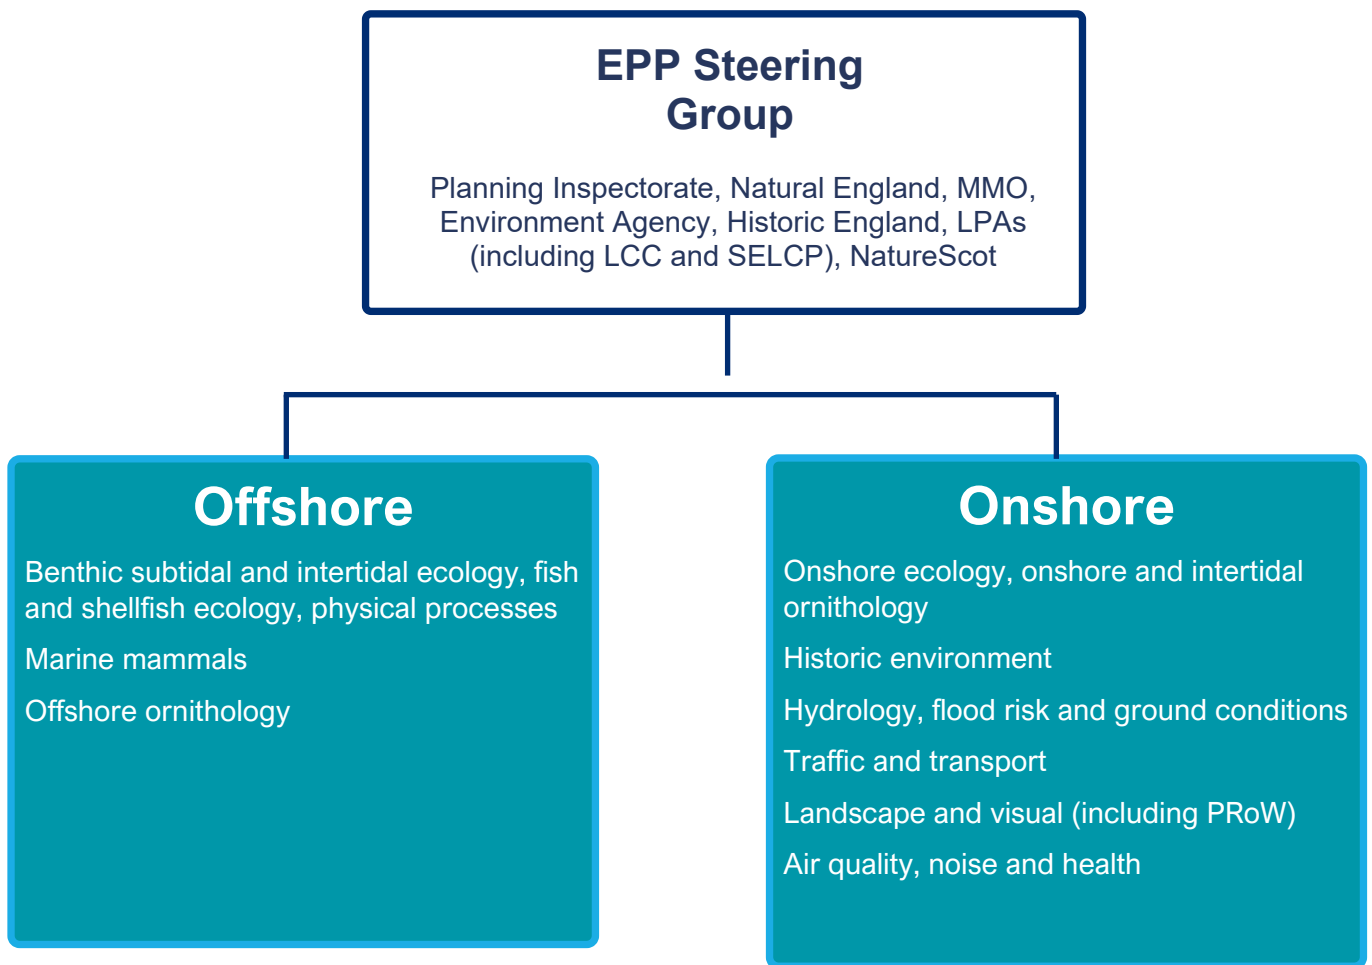 EPP Steering
Group
Planning Inspectorate, Natural England, MMO,
Environment Agency, Historic England, LPAs
(including LCC and SELCP), NatureScot
Offshore
Benthic subtidal and intertidal ecology, fish
and shellfish ecology, physical processes
Marine mammals
Offshore ornithology
Onshore
Onshore ecology, onshore and intertidal
ornithology
Historic environment
Hydrology, flood risk and ground conditions
Traffic and transport
Landscape and visual (including PRoW)
Air quality, noise and health